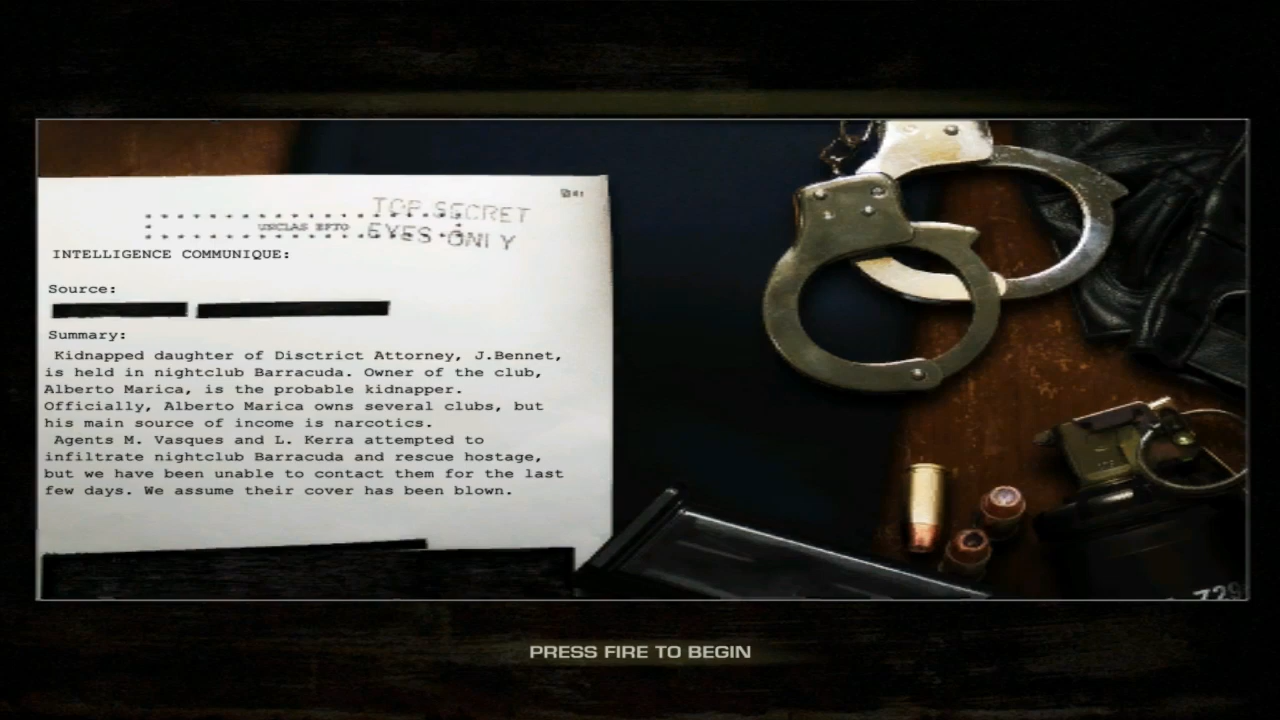 TOP SECRET
UNCLAS EFTO
EYES ONLY
INTELLIGENCE COMMUNIQUE:
Source:
Summary:
Kidnapped daughter of Disctrict Attorney, J.Bennet,
is held in nightclub Barracuda. Owner of the club,
Alberto Marica, is the probable kidnapper.
Officially, Alberto Marica owns several clubs, but
his main source of income is narcotics.
Agents M. Vasques and L. Kerra attempted to
infiltrate nightclub Barracuda and rescue hostage,
but we have been unable to contact them for the last
few days. We assume their cover has been blown.
729
PRESS FIRE TO BEGIN